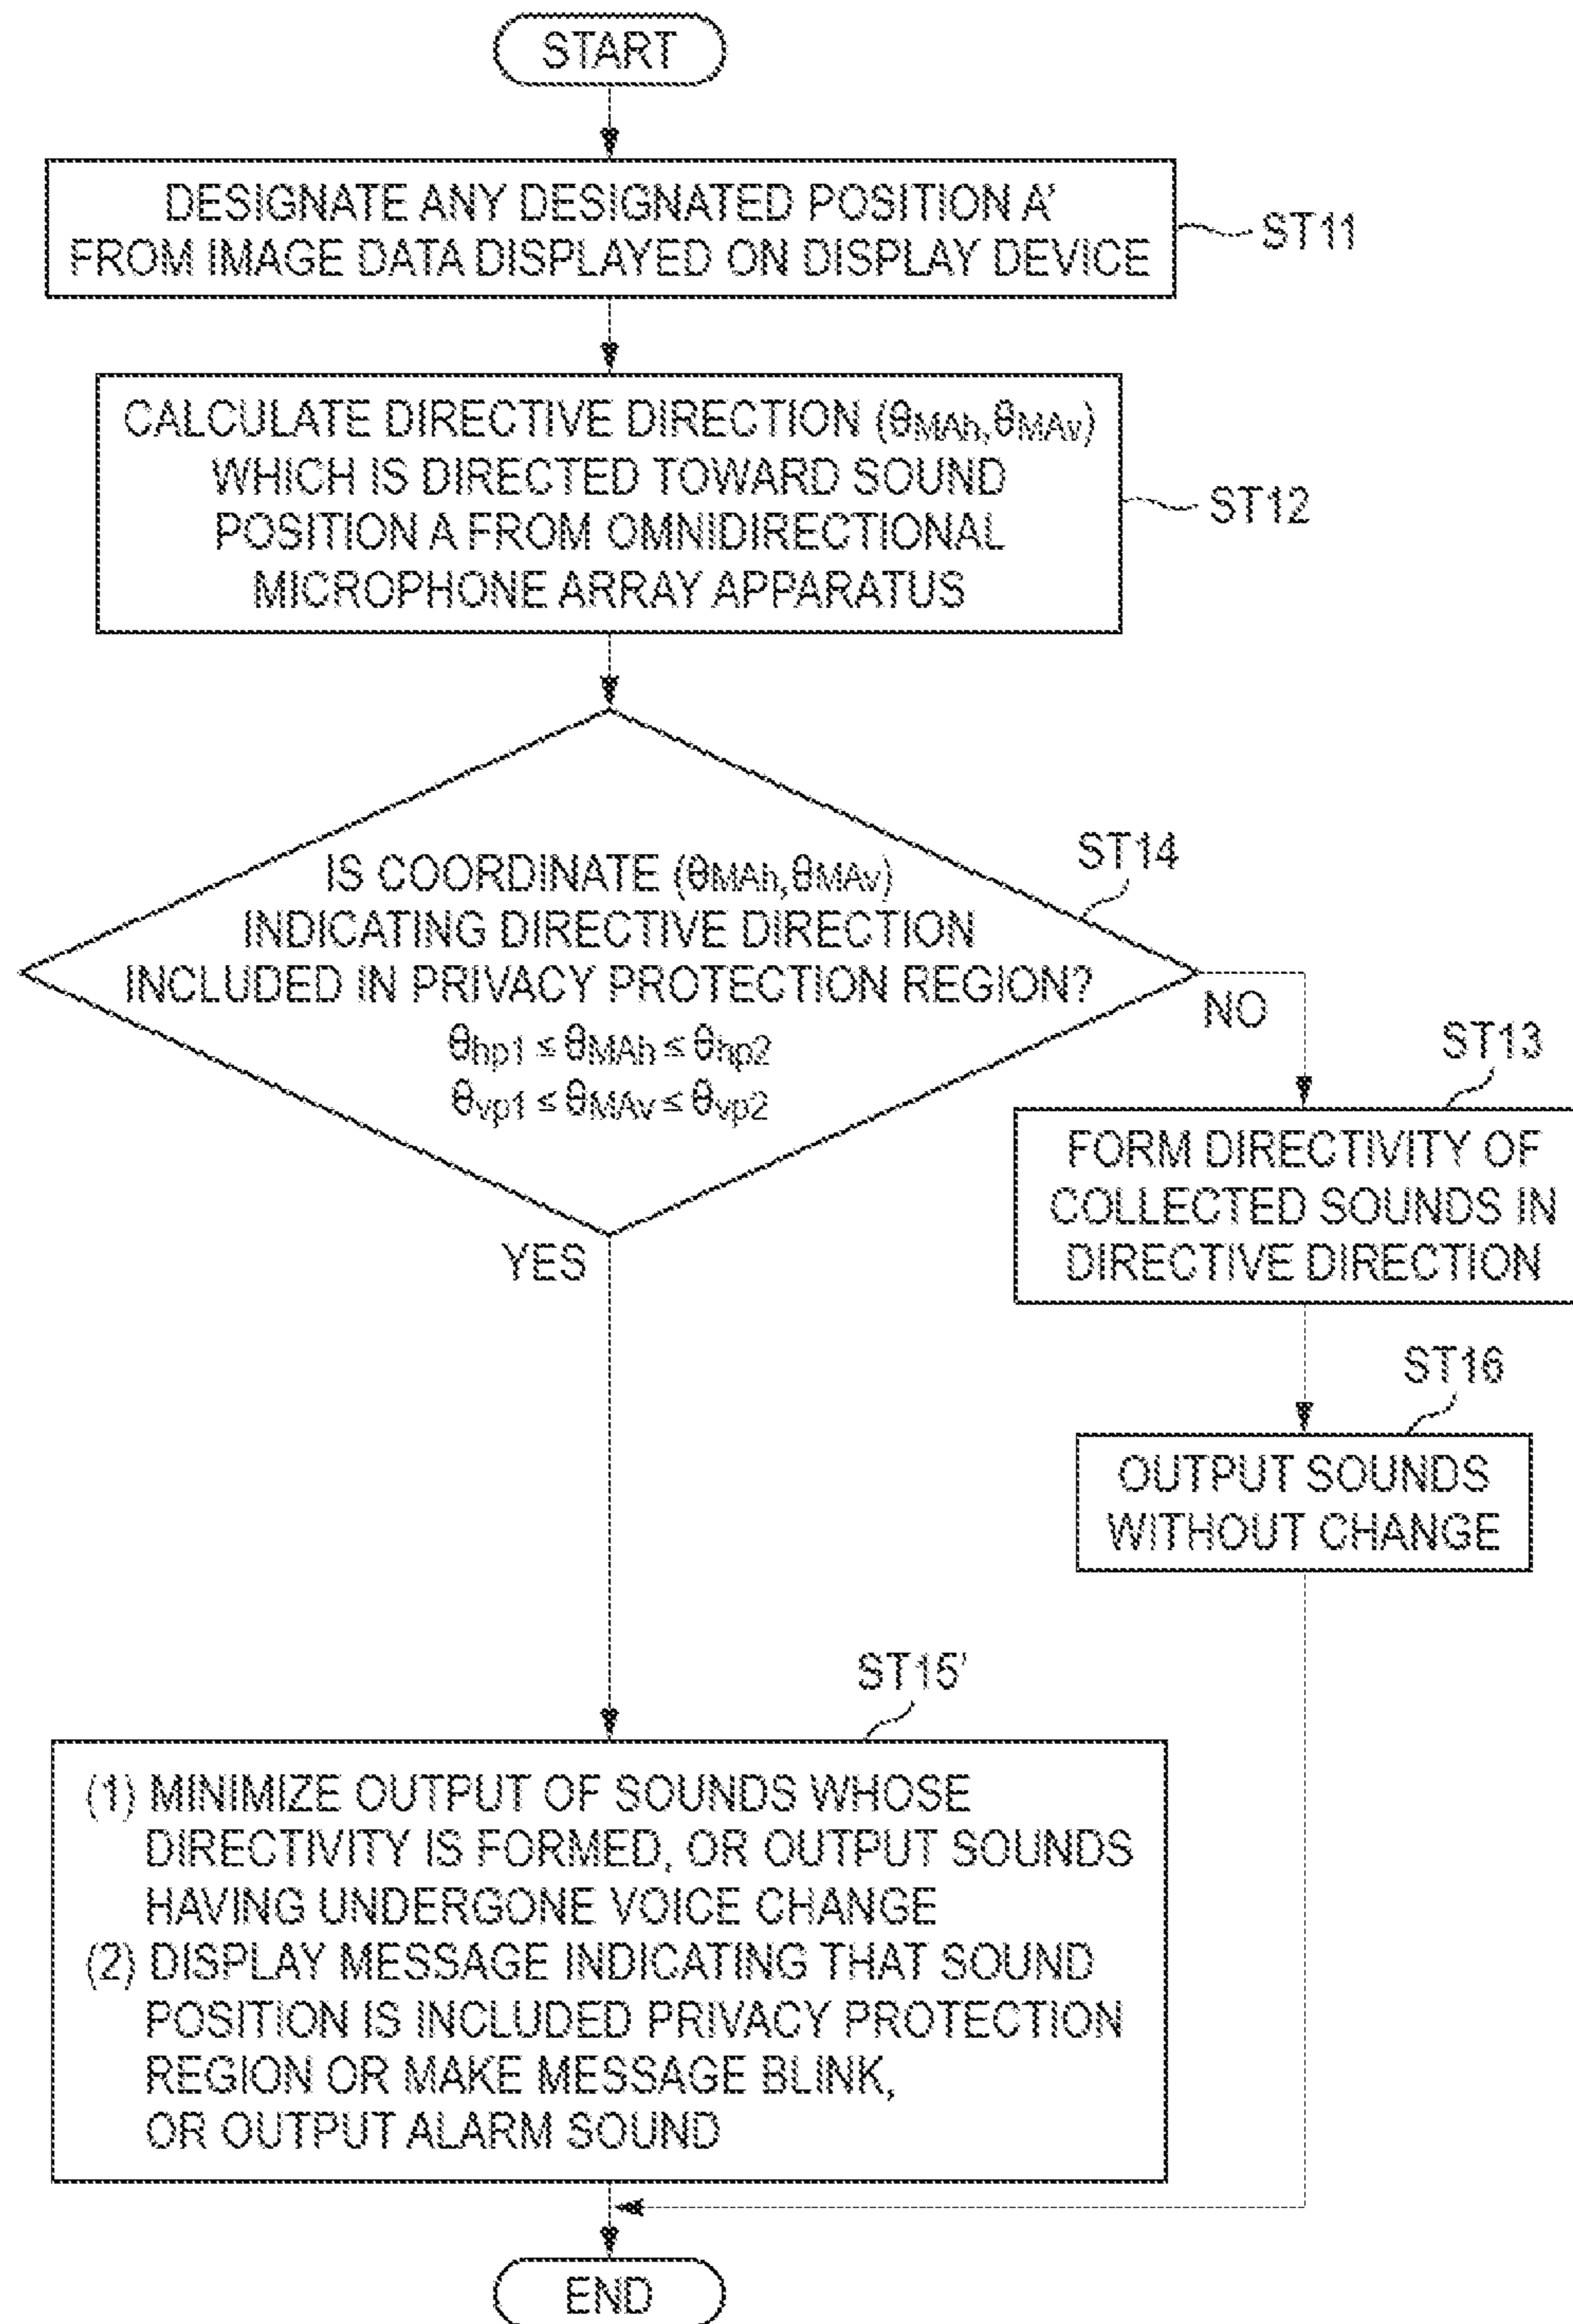 START
DESIGNATE ANY DESIGNATED POSITION A'
FROM IMAGE DATA DISPLAYED ON DISPLAY DEVICE
ST11
CALCULATE DIRECTIVE DIRECTION (θMAh,θMAv)
WHICH IS DIRECTED TOWARD SOUND
POSITION A FROM OMNIDIRECTIONAL
MICROPHONE ARRAY APPARATUS
ST12
IS COORDINATE (θMAh,θMAv)
INDICATING DIRECTIVE DIRECTION
INCLUDED IN PRIVACY PROTECTION REGION?
θhp1 ≤ θMAh ≤ θhp2
θvp1 ≤ θMAv ≤ θvp2
ST14
NO
YES
ST13
FORM DIRECTIVITY OF
COLLECTED SOUNDS IN
DIRECTIVE DIRECTION
ST16
OUTPUT SOUNDS
WITHOUT CHANGE
ST15'
(1) MINIMIZE OUTPUT OF SOUNDS WHOSE
DIRECTIVITY IS FORMED, OR OUTPUT SOUNDS
HAVING UNDERGONE VOICE CHANGE
(2) DISPLAY MESSAGE INDICATING THAT SOUND
POSITION IS INCLUDED PRIVACY PROTECTION
REGION OR MAKE MESSAGE BLINK,
OR OUTPUT ALARM SOUND
END